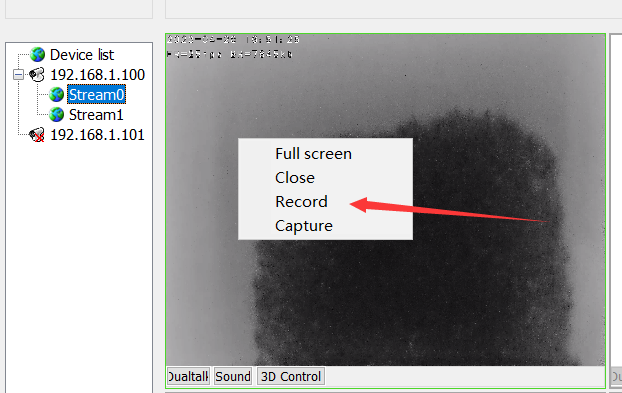 Device list
192.168.1.100
Stream0
Stream1
192.168.1.101
Full screen
Close
Record
Capture
Dualtalk
Sound
3D Control